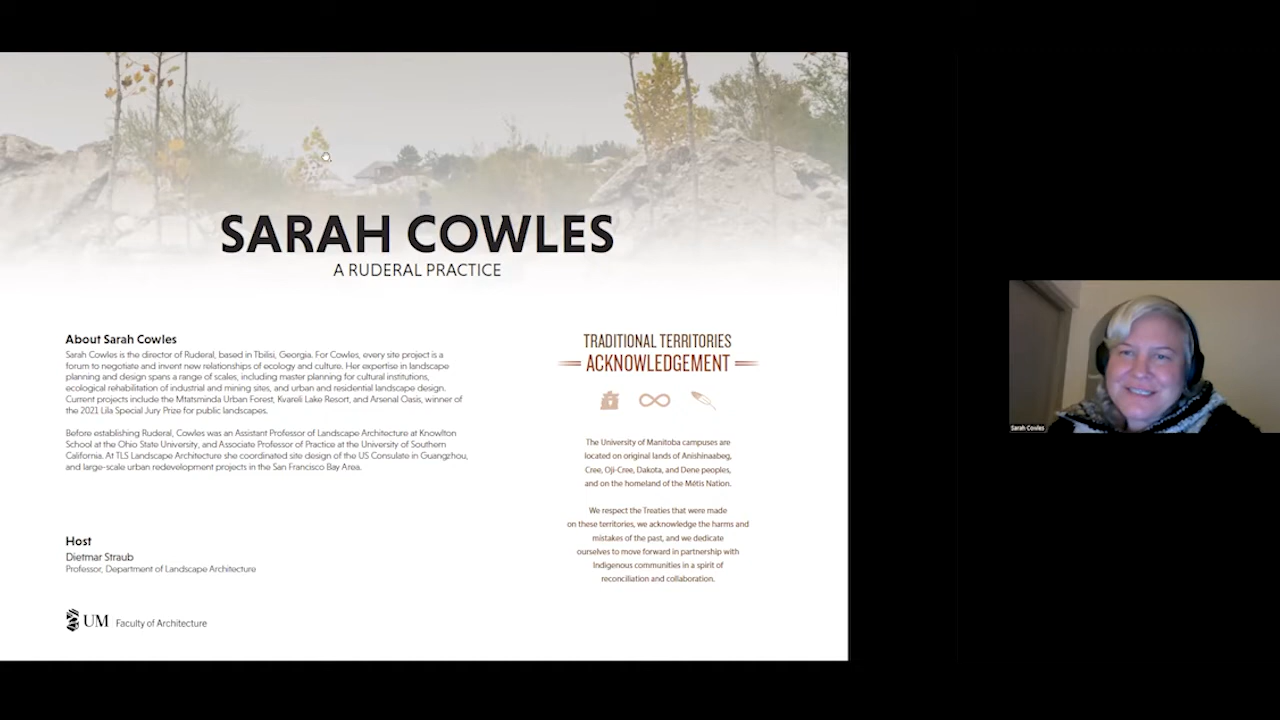 SARAH COWLES
A RUDERAL PRACTICE
About Sarah Cowles
Sarah Cowles is the director of Ruderal, based in Tbilisi, Georgia. For Cowles, every site project is a
forum to negotiate and invent new relationships of ecology and culture. Her expertise in landscape
planning and design spans a range of scales, including master planning for cultural institutions,
ecological rehabilitation of industrial and mining sites, and urban and residential landscape design.
Current projects include the Mtatsminda Urban Forest, Kvareli Lake Resort, and Arsenal Oasis, winner of
the 2021 Lila Special Jury Prize for public landscapes.
Before establishing Ruderal, Cowles was an Assistant Professor of Landscape Architecture at Knowlton
School at the Ohio State University, and Associate Professor of Practice at the University of Southern
California. At TLS Landscape Architecture she coordinated site design of the US Consulate in Guangzhou,
and large-scale urban redevelopment projects in the San Francisco Bay Area.
Host
Dietmar Straub
Professor, Department of Landscape Architecture
UM Faculty of Architecture
TRADITIONAL TERRITORIES
ACKNOWLEDGEMENT
The University of Manitoba campuses are
located on original lands of Anishinaabeg,
Cree, Oji-Cree, Dakota, and Dene peoples,
and on the homeland of the Métis Nation.
We respect the Treaties that were made
on these territories, we acknowledge the harms and
mistakes of the past, and we dedicate
ourselves to move forward in partnership with
Indigenous communities in a spirit of
reconciliation and collaboration.
Sarah Cowles